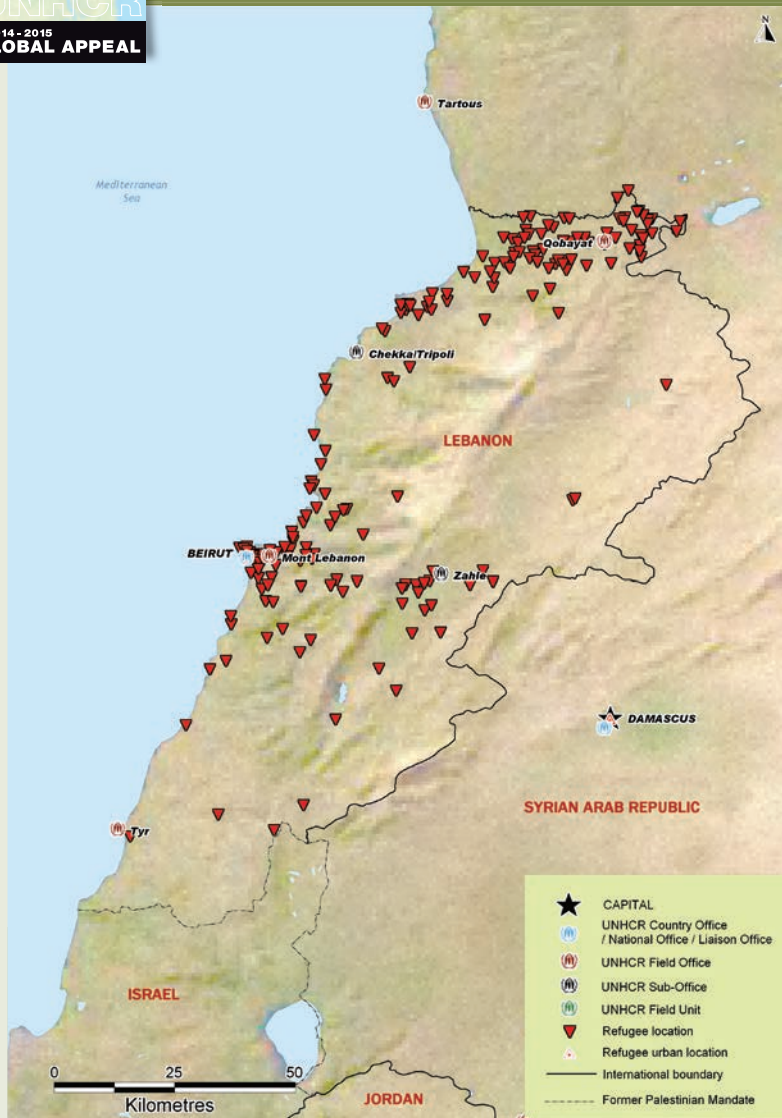 UNHCR
14 - 2015
OBAL APPEAL
N
Tartous
Mediterranean
Sea
Qobayat
Chekka/Tripoli
LEBANON
BEIRUT
Mont Lebanon
Zahle
DAMASCUS
SYRIAN ARAB REPUBLIC
Tyr
ISRAEL
JORDAN
0 25 50
Kilometres
CAPITAL
UNHCR Country Office
/ National Office / Liaison Office
UNHCR Field Office
UNHCR Sub-Office
UNHCR Field Unit
Refugee location
Refugee urban location
International boundary
Former Palestinian Mandate